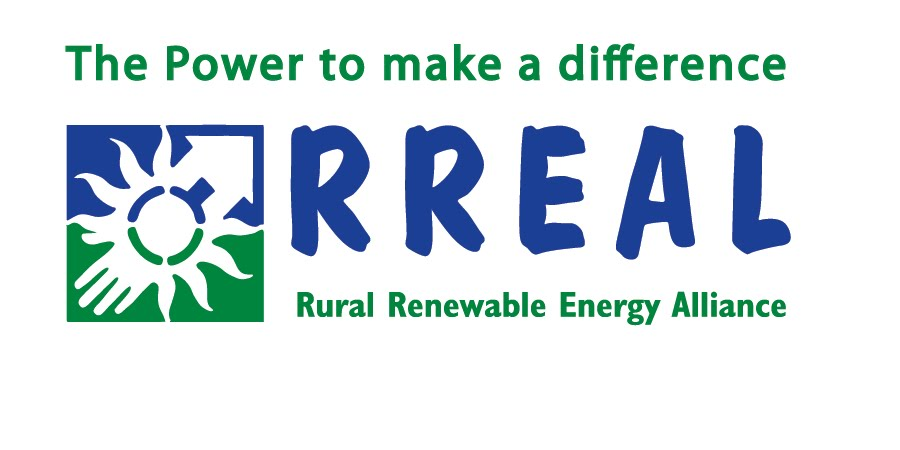 The Power to make a difference
RREAL
Rural Renewable Energy Alliance